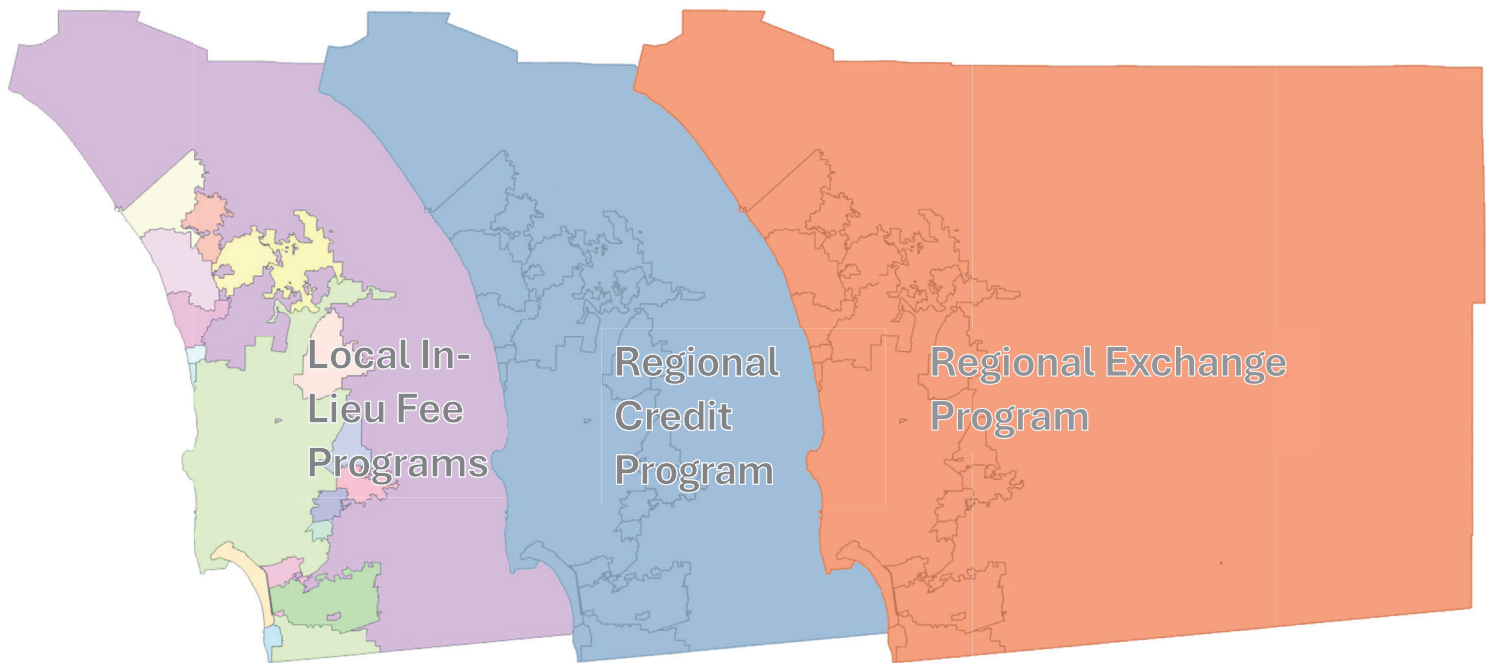 Local In-
Lieu Fee
Programs
Regional
Credit
Program
Regional Exchange
Program